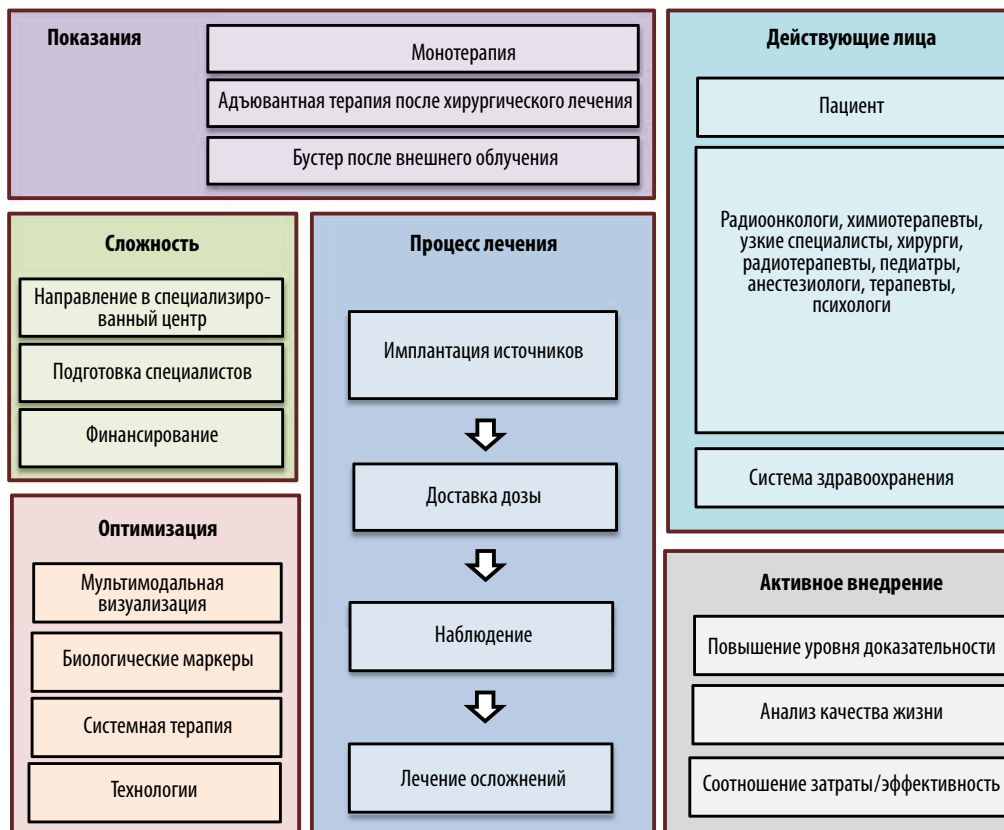 Показания
Монотерапия
Адъювантная терапия после хирургического лечения
Бустер после внешнего облучения
Действующие лица
Пациент
Радиоонкологи, химиотерапевты,
узкие специалисты, хирурги,
радиотерапевты, педиатры,
анестезиологи, терапевты,
психологи
Система здравоохранения
Сложность
Направление в специализиро-
ванный центр
Подготовка специалистов
Финансирование
Процесс лечения
Имплантация источников
Доставка дозы
Наблюдение
Лечение осложнений
Оптимизация
Мультимодальная
визуализация
Биологические маркеры
Системная терапия
Технологии
Активное внедрение
Повышение уровня доказательности
Анализ качества жизни
Соотношение затраты/эффективность